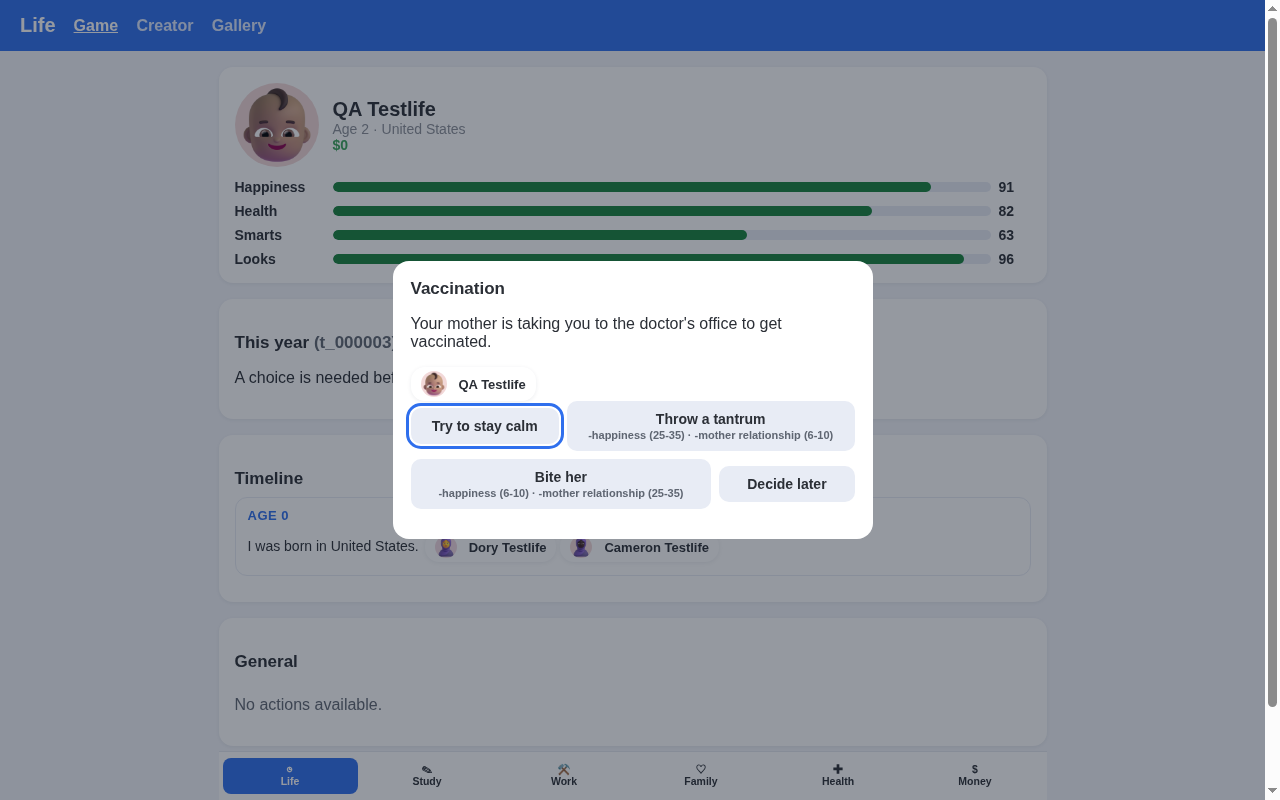 Life Game Creator Gallery
QA Testlife
Age 2 · United States
$0
Happiness 91
Health 82
Smarts 63
Looks 96
This year (t_000003)
A choice is needed bef
Vaccination
Your mother is taking you to the doctor's office to get
vaccinated.
QA Testlife
Try to stay calm
Throw a tantrum
-happiness (25-35) · -mother relationship (6-10)
Bite her
-happiness (6-10) · -mother relationship (25-35)
Decide later
Timeline
AGE 0
I was born in United States. Dory Testlife Cameron Testlife
General
No actions available.
Life Study Work Family Health Money